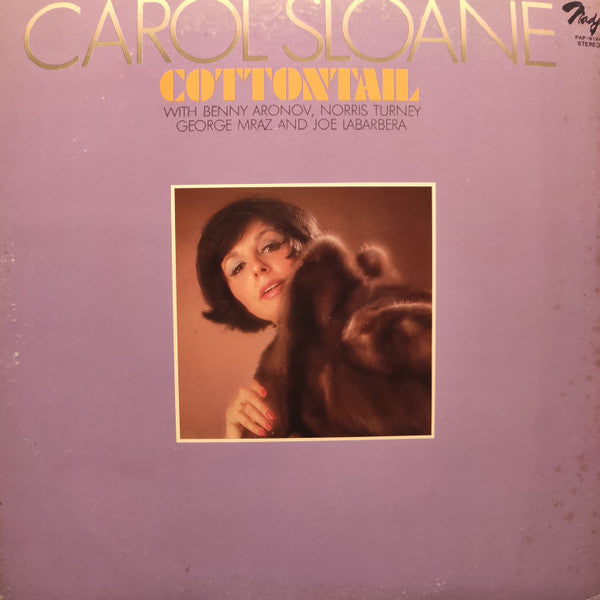 CAROL SLOANE
COTTONTAIL
WITH BENNY ARONOV, NORRIS TURNEY
GEORGE MRAZ AND JOE LABARBERA
STEREO